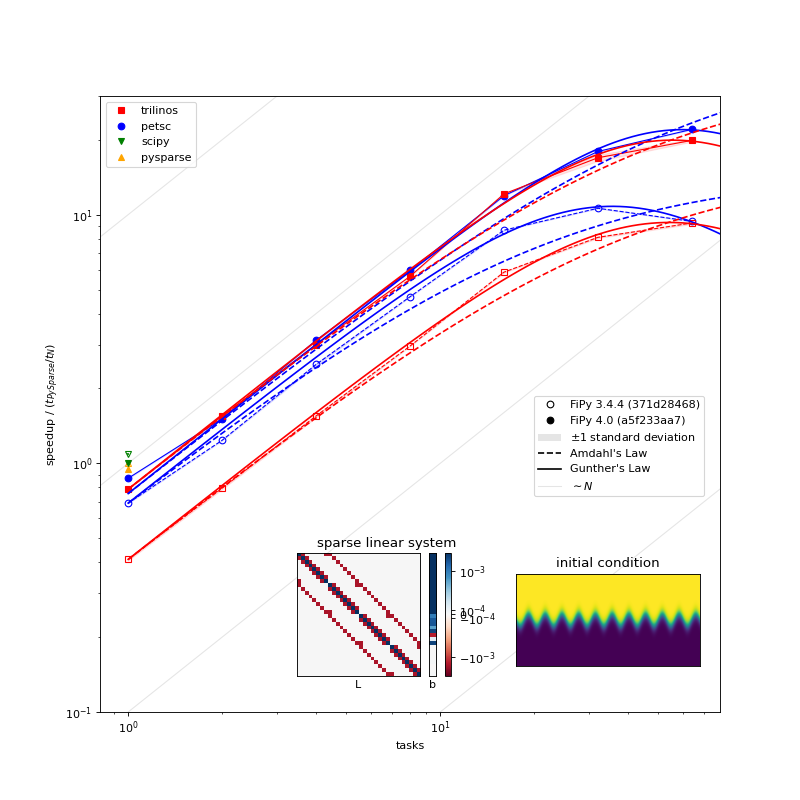 trilinos
petsc
scipy
pysparse
10¹
10⁰
10⁻¹
speedup / (t_PySparse/t_N)
FiPy 3.4.4 (371d28468)
FiPy 4.0 (a5f233aa7)
±1 standard deviation
Amdahl's Law
Gunther's Law
~ N
sparse linear system
10⁻³
10⁻⁴
0
−10⁻⁴
−10⁻³
L
b
initial condition
10⁰
10¹
tasks